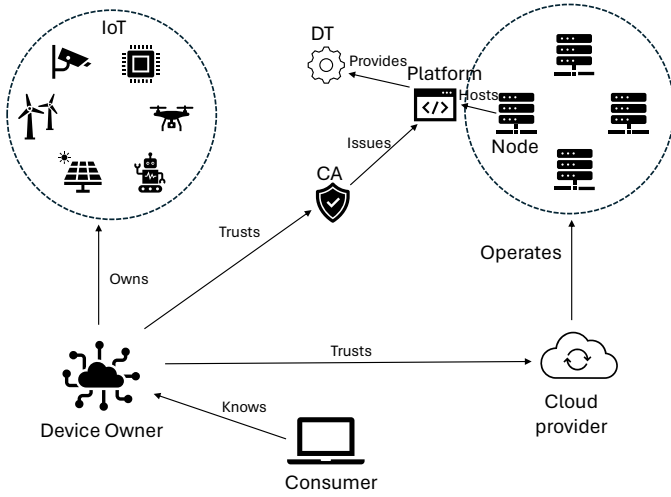 IoT
DT
Provides
Platform
</>
Hosts
Node
Issues
CA
Trusts
Operates
Owns
Trusts
Device Owner
Knows
Cloud
provider
Consumer